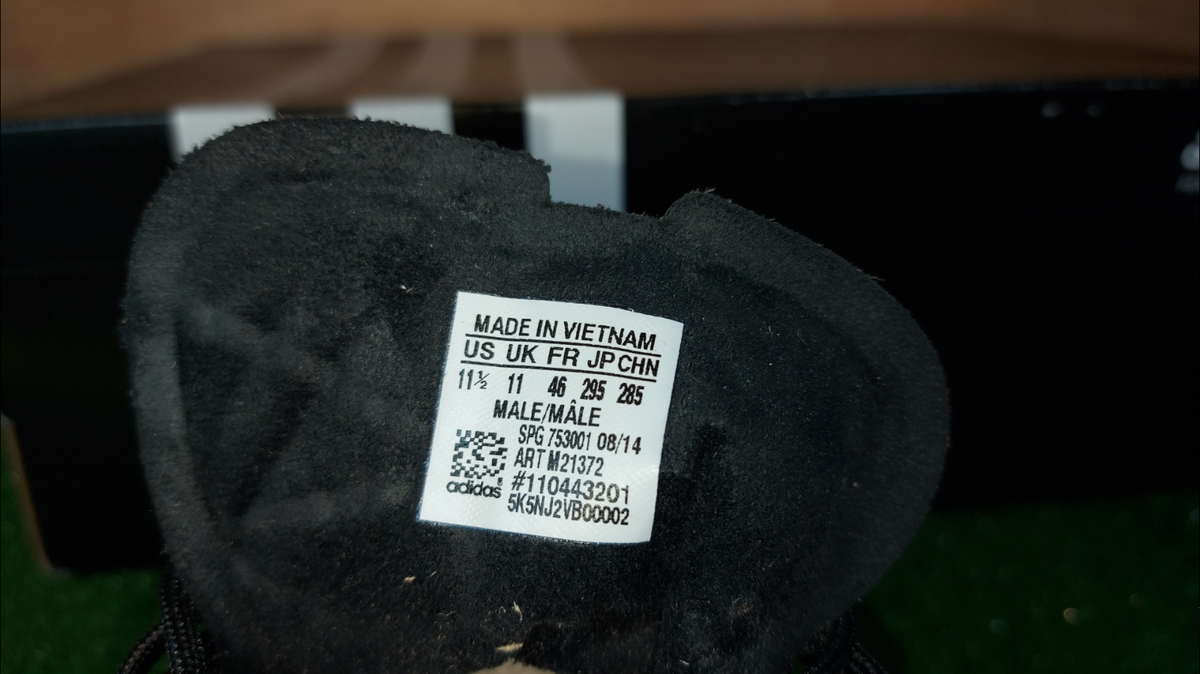 MADE IN VIETNAM
US UK FR JP CHN
11½ 11 46 295 285
MALE/MÂLE
SPG 753001 08/14
ART M21372
#110443201
adidas 5K5NJ2VB00002